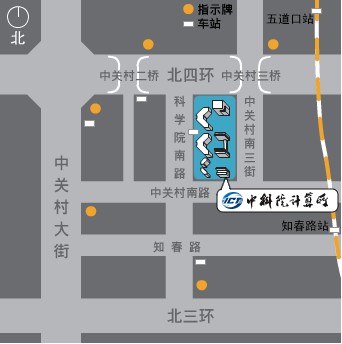 指示牌
车站
五道口站
北
中关村二桥
北四环
中关村三桥
科学院南路
中关村南三街
中关村大街
中关村南路
ICT 中科院计算所
知春路站
知春路
北三环